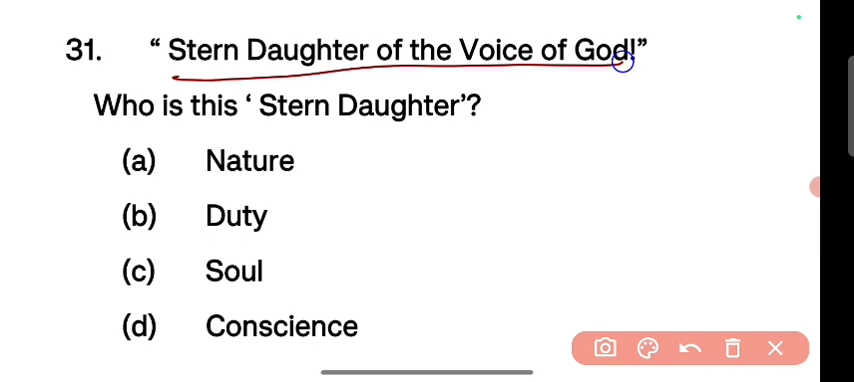 31. “ Stern Daughter of the Voice of God!”
Who is this ‘ Stern Daughter’?
(a) Nature
(b) Duty
(c) Soul
(d) Conscience